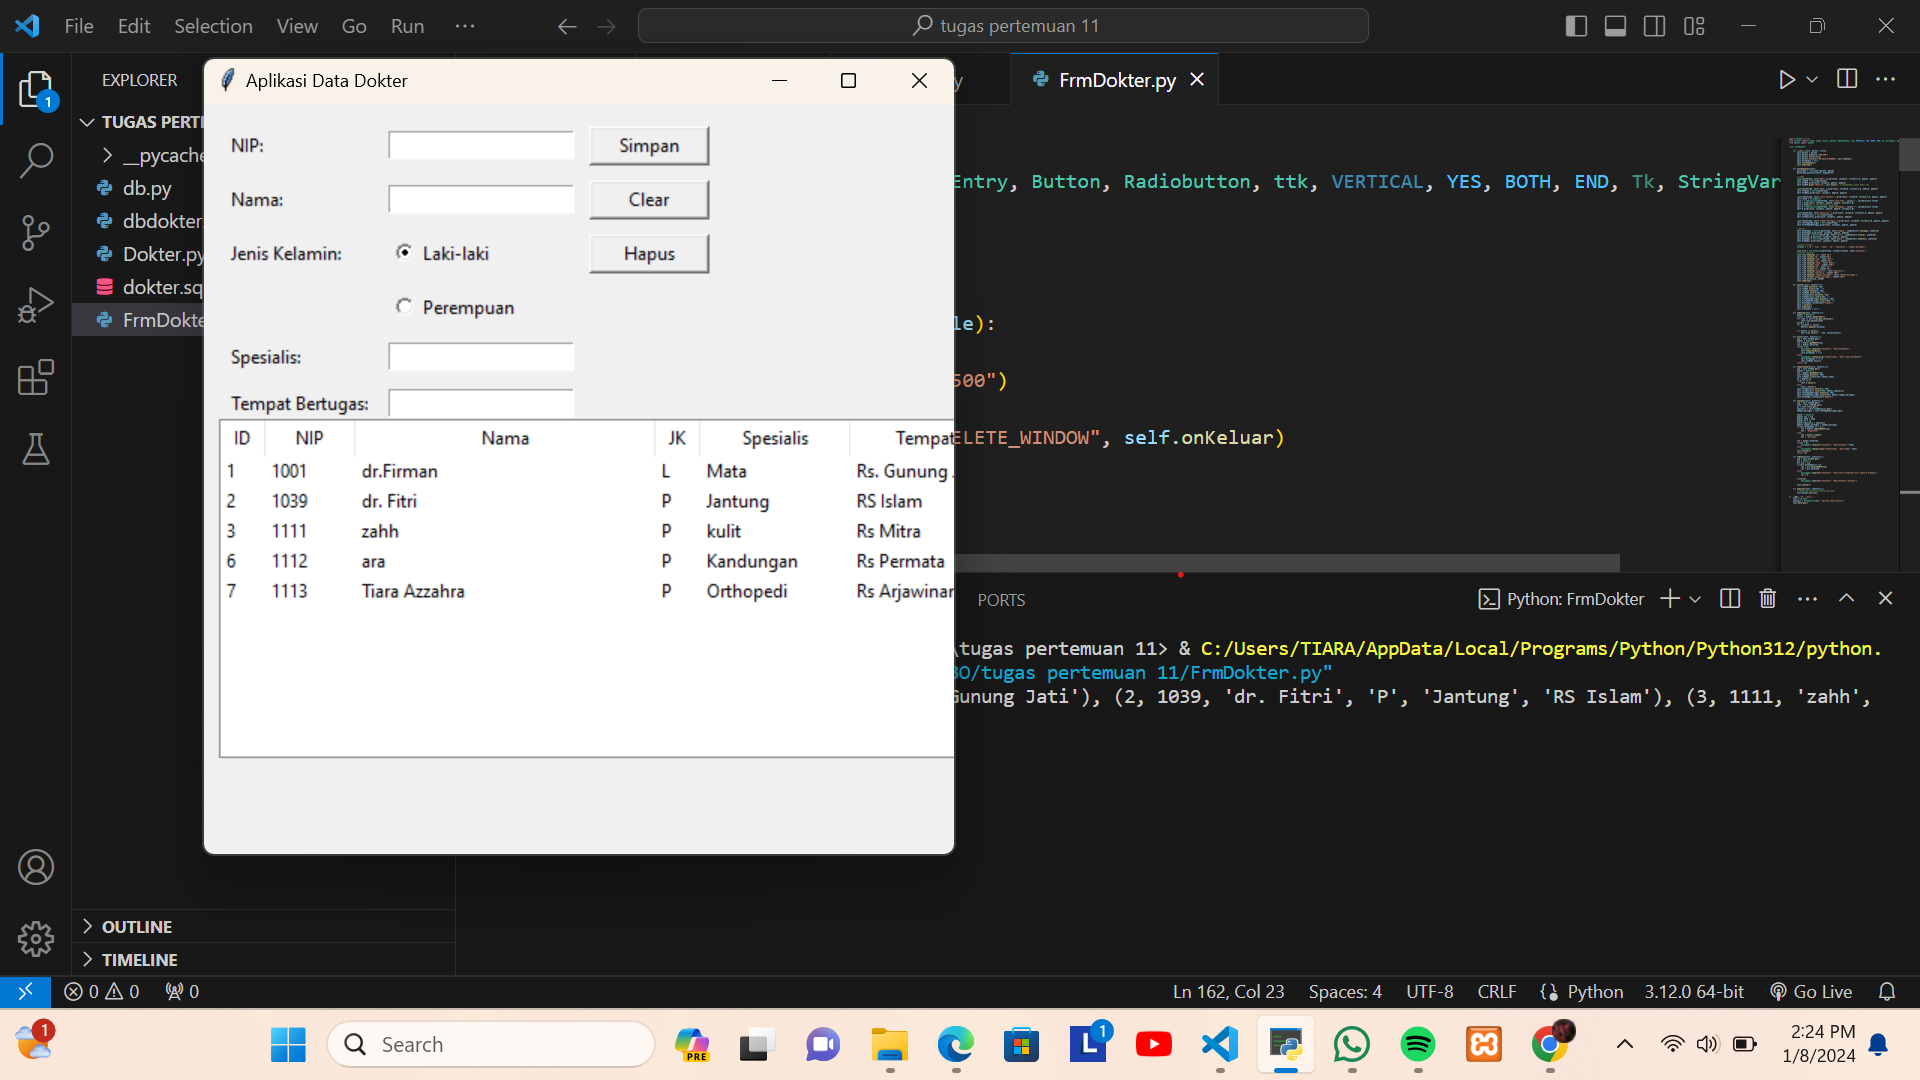 File Edit Selection View Go Run ··· tugas pertemuan 11
EXPLORER
TUGAS PERT
__pycache
db.py
dbdokter
Dokter.py
dokter.sq
FrmDokte
OUTLINE
TIMELINE
Aplikasi Data Dokter
NIP: Simpan
Nama: Clear
Jenis Kelamin: Laki-laki Hapus
Perempuan
Spesialis:
Tempat Bertugas:
ID NIP Nama JK Spesialis Tempat
1 1001 dr.Firman L Mata Rs. Gunung
2 1039 dr. Fitri P Jantung RS Islam
3 1111 zahh P kulit Rs Mitra
6 1112 ara P Kandungan Rs Permata
7 1113 Tiara Azzahra P Orthopedi Rs Arjawinar
y FrmDokter.py
Entry, Button, Radiobutton, ttk, VERTICAL, YES, BOTH, END, Tk, StringVar
le):
500")
ELETE_WINDOW", self.onKeluar)
PORTS Python: FrmDokter
\tugas pertemuan 11> & C:/Users/TIARA/AppData/Local/Programs/Python/Python312/python.
BO/tugas pertemuan 11/FrmDokter.py"
Gunung Jati'), (2, 1039, 'dr. Fitri', 'P', 'Jantung', 'RS Islam'), (3, 1111, 'zahh',
0 0 0 Ln 162, Col 23 Spaces: 4 UTF-8 CRLF Python 3.12.0 64-bit Go Live
1 Search PRE 1 2:24 PM
1/8/2024